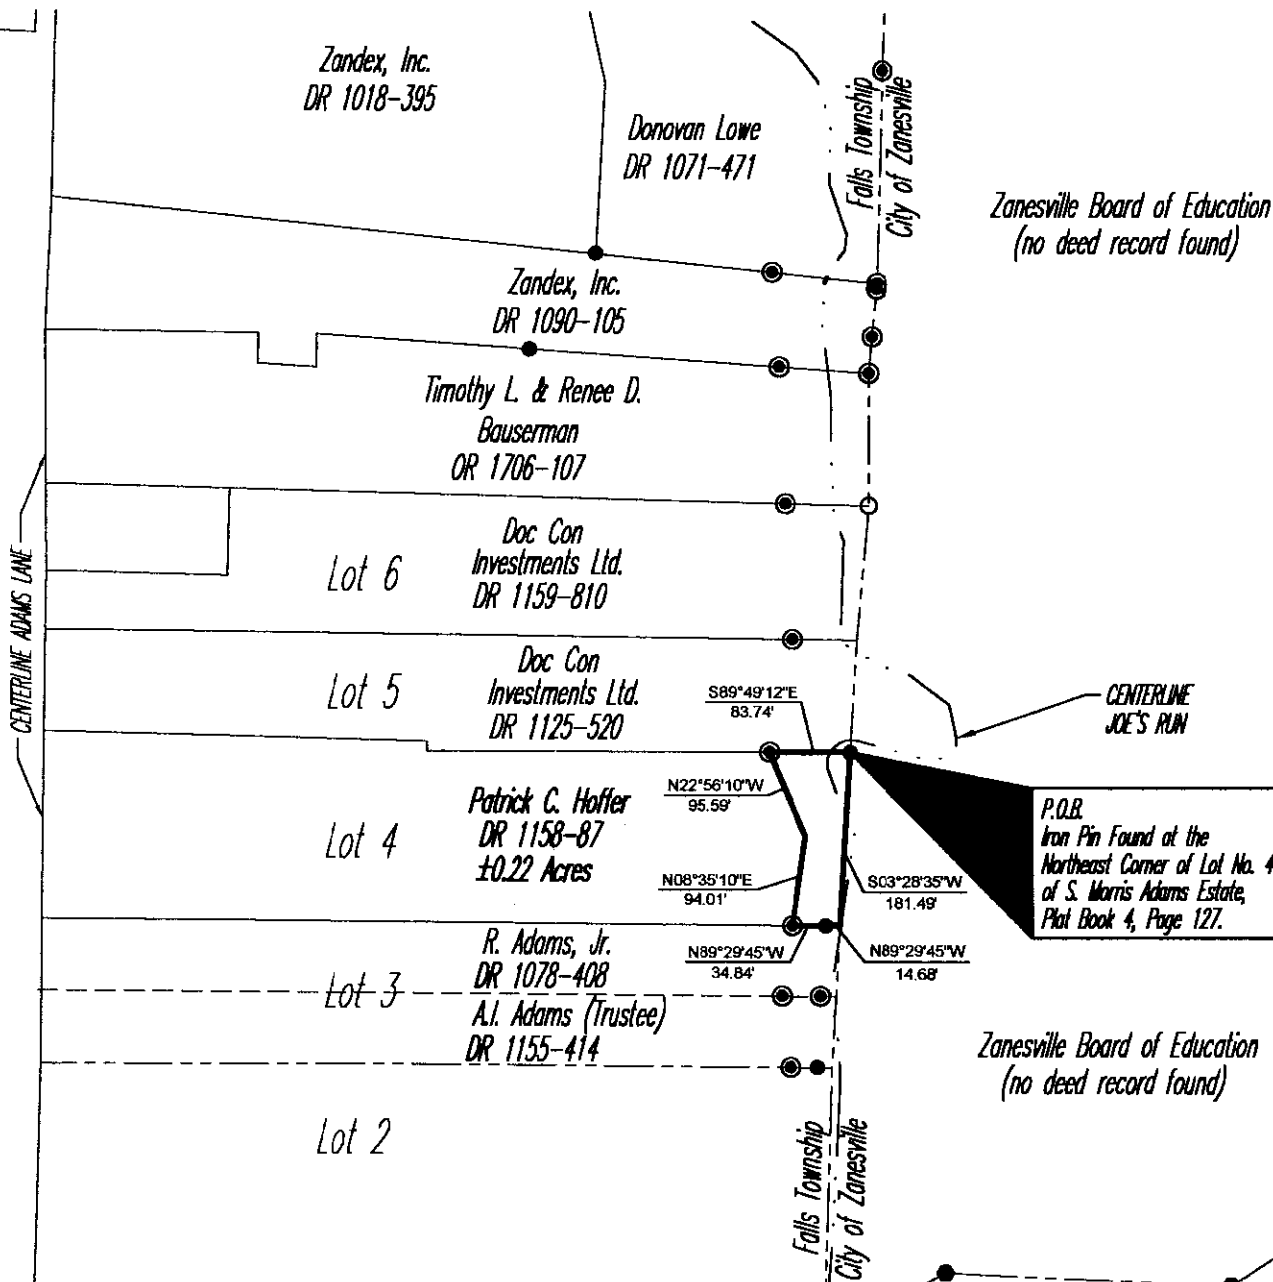 Zandex, Inc.
DR 1018-395
Donovan Lowe
DR 1071-471
Falls Township
City of Zanesville
Zanesville Board of Education
(no deed record found)
Zandex, Inc.
DR 1090-105
Timothy L. & Renee D.
Bauserman
OR 1706-107
CENTERLINE ADAMS LANE
Lot 6
Doc Con
Investments Ltd.
DR 1159-810
Lot 5
Doc Con
Investments Ltd.
DR 1125-520
S89°49'12"E
83.74'
CENTERLINE
JOE'S RUN
N22°56'10"W
95.59'
Lot 4
Patrick C. Hoffer
DR 1158-87
±0.22 Acres
P.O.B.
Iron Pin Found at the
Northeast Corner of Lot No. 4
of S. Morris Adams Estate,
Plat Book 4, Page 127.
N08°35'10"E
94.01'
S03°28'35"W
181.49'
N89°29'45"W
34.84'
N89°29'45"W
14.68'
Lot 3
R. Adams, Jr.
DR 1078-408
A.I. Adams (Trustee)
DR 1155-414
Zanesville Board of Education
(no deed record found)
Lot 2
Falls Township
City of Zanesville